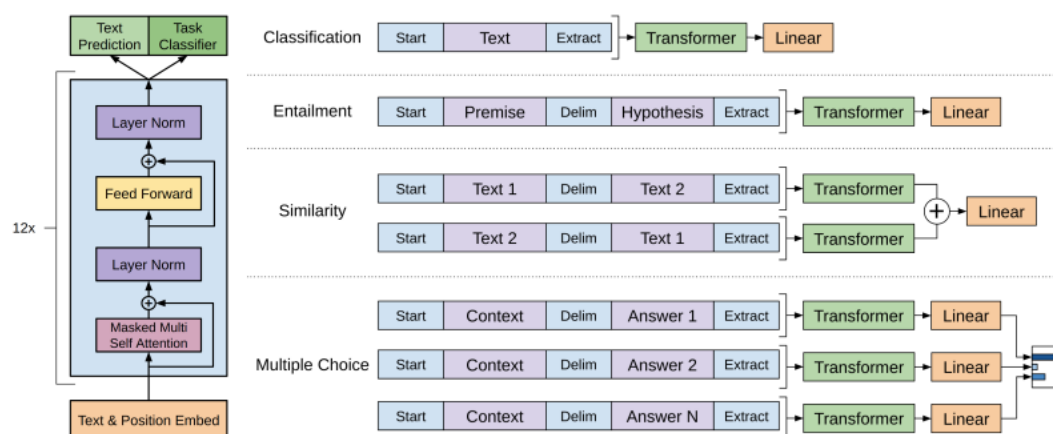 Text
Prediction
Task
Classifier
12x
Layer Norm
Feed Forward
Layer Norm
Masked Multi
Self Attention
Text & Position Embed
Classification
Start Text Extract Transformer Linear
Entailment
Start Premise Delim Hypothesis Extract Transformer Linear
Similarity
Start Text 1 Delim Text 2 Extract Transformer
Start Text 2 Delim Text 1 Extract Transformer
Linear
Multiple Choice
Start Context Delim Answer 1 Extract Transformer Linear
Start Context Delim Answer 2 Extract Transformer Linear
Start Context Delim Answer N Extract Transformer Linear